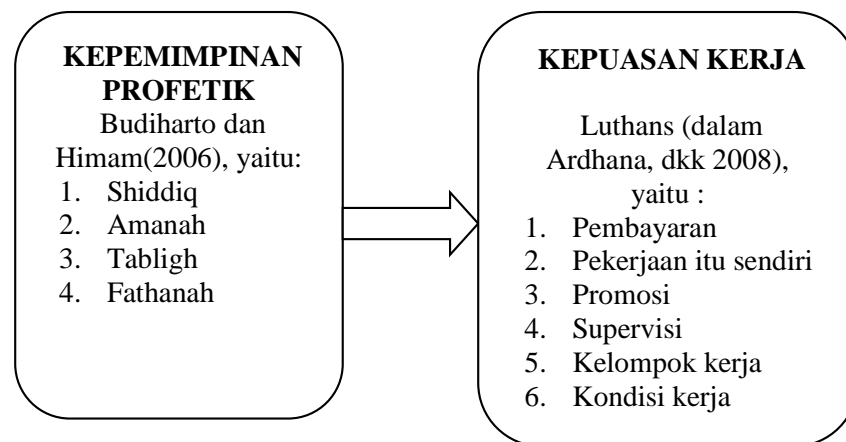 KEPEMIMPINAN
PROFETIK
Budiharto dan
Himam(2006), yaitu:
1. Shiddiq
2. Amanah
3. Tabligh
4. Fathanah
KEPUASAN KERJA
Luthans (dalam
Ardhana, dkk 2008),
yaitu :
1. Pembayaran
2. Pekerjaan itu sendiri
3. Promosi
4. Supervisi
5. Kelompok kerja
6. Kondisi kerja